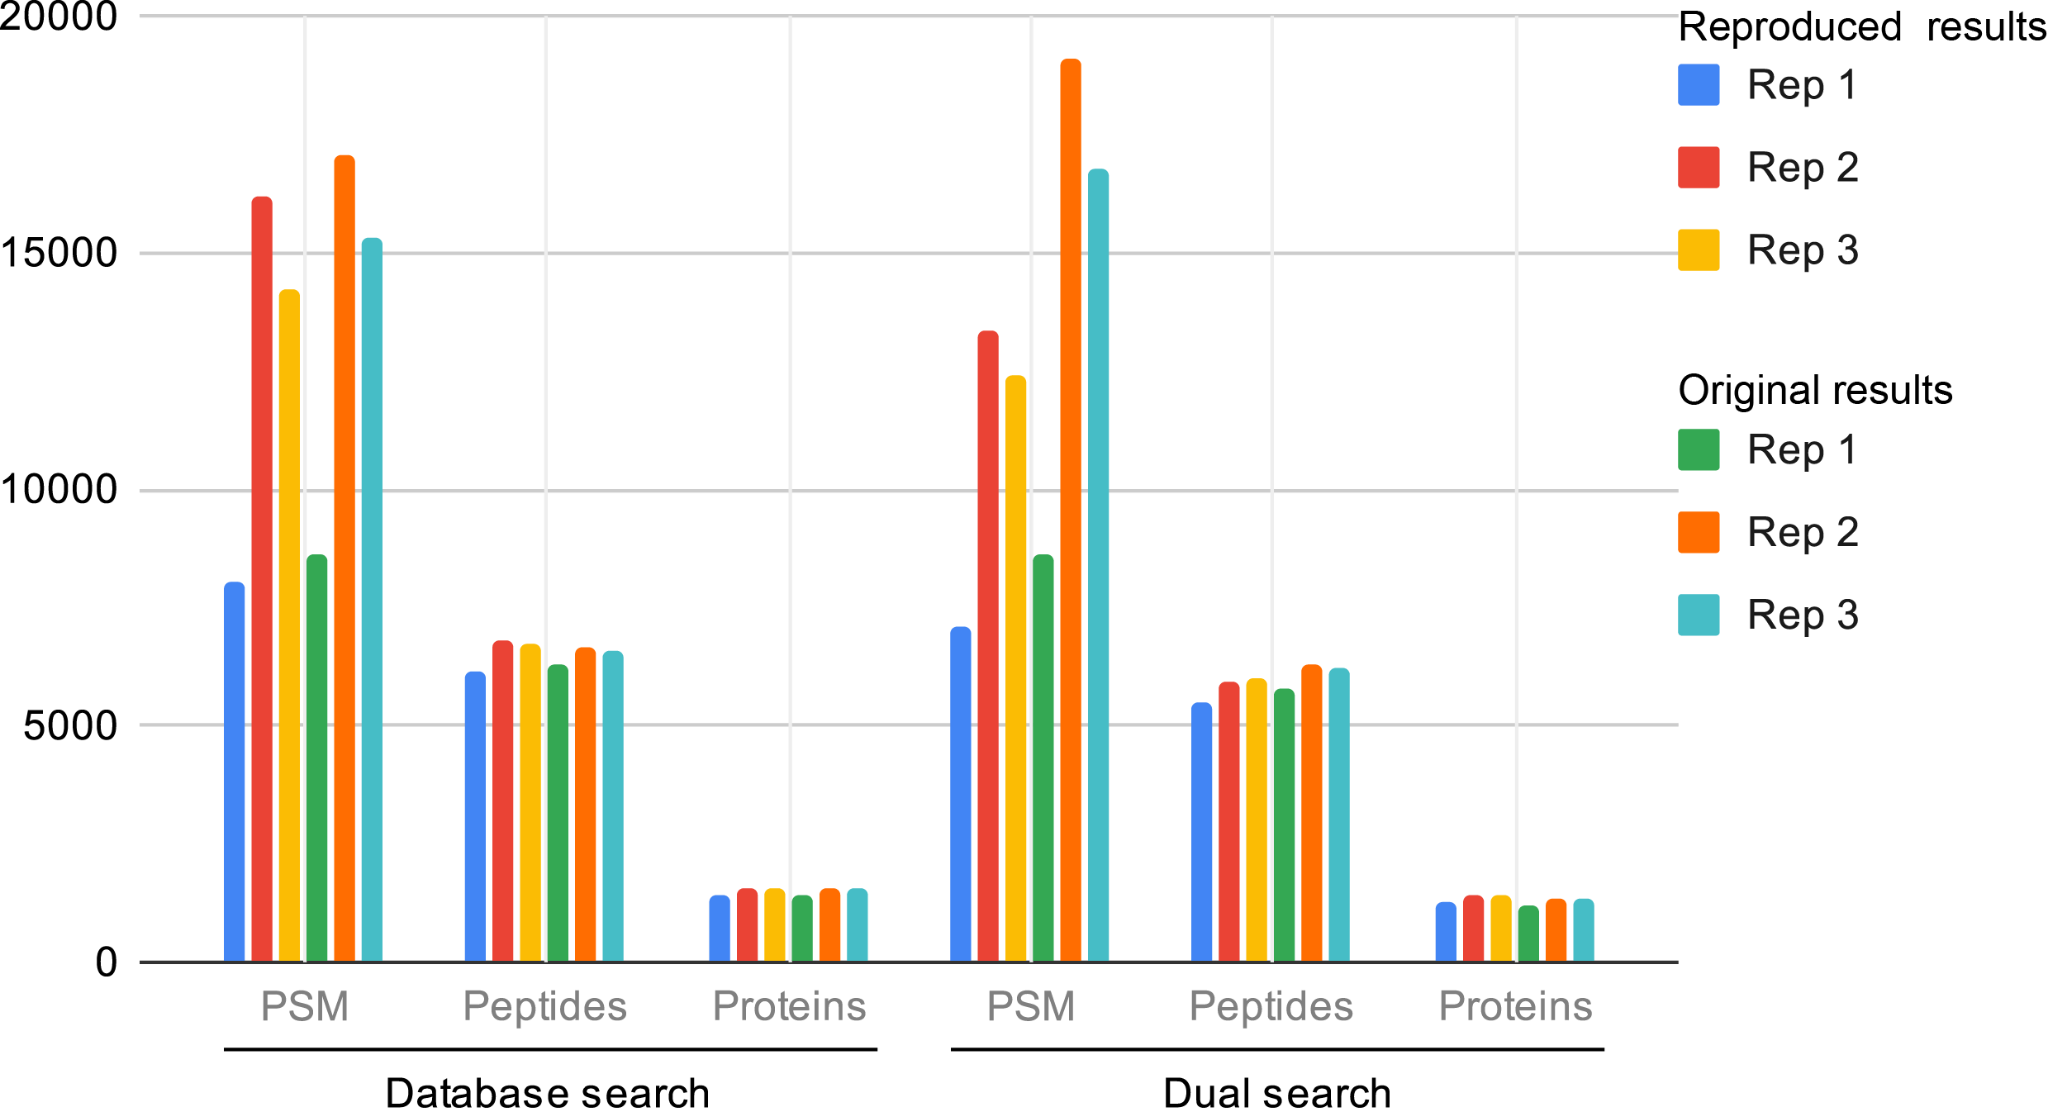 20000
15000
10000
5000
0
PSM
Peptides
Proteins
PSM
Peptides
Proteins
Database search
Dual search
Reproduced results
Rep 1
Rep 2
Rep 3
Original results
Rep 1
Rep 2
Rep 3